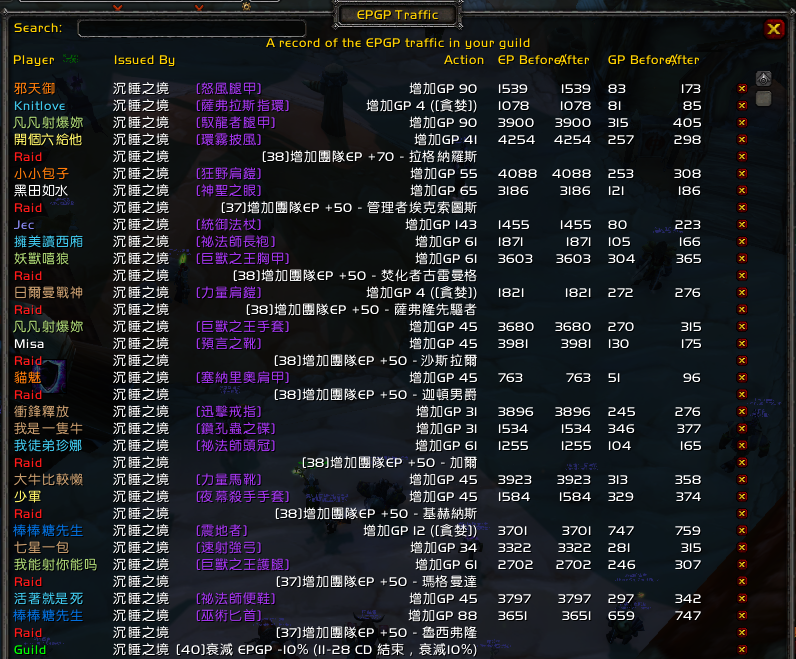 EPGP Traffic
Search:
A record of the EPGP traffic in your guild
Player Issued By Action EP Before After GP Before After
邪天御 沉睡之境 [怒風腿甲] 增加GP 90 1539 1539 83 173
Knitlove 沉睡之境 [薩弗拉斯指環] 增加GP 4 ([貪婪]) 1078 1078 81 85
凡凡射爆妳 沉睡之境 [馭龍者腿甲] 增加GP 90 3900 3900 315 405
開個六給他 沉睡之境 [環霧披風] 增加GP 41 4254 4254 257 298
Raid 沉睡之境 [38]增加團隊EP +70 - 拉格納羅斯
小小包子 沉睡之境 [狂野肩鎧] 增加GP 55 4088 4088 253 308
黑田如水 沉睡之境 [神聖之眼] 增加GP 65 3186 3186 121 186
Raid 沉睡之境 [37]增加團隊EP +50 - 管理者埃克索圖斯
Jec 沉睡之境 [統御法杖] 增加GP 143 1455 1455 80 223
擁美讀西廂 沉睡之境 [祕法師長袍] 增加GP 61 1871 1871 105 166
妖獸嘻狼 沉睡之境 [巨獸之王胸甲] 增加GP 61 3603 3603 304 365
Raid 沉睡之境 [38]增加團隊EP +50 - 焚化者古雷曼格
日爾曼戰神 沉睡之境 [力量肩鎧] 增加GP 4 ([貪婪]) 1821 1821 272 276
Raid 沉睡之境 [38]增加團隊EP +50 - 薩弗隆先驅者
凡凡射爆妳 沉睡之境 [巨獸之王手套] 增加GP 45 3680 3680 270 315
Misa 沉睡之境 [預言之靴] 增加GP 45 3981 3981 130 175
Raid 沉睡之境 [38]增加團隊EP +50 - 沙斯拉爾
貓魅 沉睡之境 [塞納里奧肩甲] 增加GP 45 763 763 51 96
Raid 沉睡之境 [38]增加團隊EP +50 - 迦頓男爵
衝鋒釋放 沉睡之境 [迅擊戒指] 增加GP 31 3896 3896 245 276
我是一隻牛 沉睡之境 [鑽孔蟲之碟] 增加GP 31 1534 1534 346 377
我徒弟珍娜 沉睡之境 [祕法師頭冠] 增加GP 61 1255 1255 104 165
Raid 沉睡之境 [38]增加團隊EP +50 - 加爾
大牛比較懶 沉睡之境 [力量馬靴] 增加GP 45 3923 3923 313 358
少軍 沉睡之境 [夜幕殺手手套] 增加GP 45 1584 1584 329 374
Raid 沉睡之境 [38]增加團隊EP +50 - 基赫納斯
棒棒糖先生 沉睡之境 [震地者] 增加GP 12 ([貪婪]) 3701 3701 747 759
七星一包 沉睡之境 [速射強弓] 增加GP 34 3322 3322 281 315
我能射你能吗 沉睡之境 [巨獸之王護腿] 增加GP 61 2702 2702 246 307
Raid 沉睡之境 [37]增加團隊EP +50 - 瑪格曼達
活著就是死 沉睡之境 [祕法師便鞋] 增加GP 45 3797 3797 297 342
棒棒糖先生 沉睡之境 [巫術匕首] 增加GP 88 3651 3651 659 747
Raid 沉睡之境 [37]增加團隊EP +50 - 魯西弗隆
Guild 沉睡之境 [40]衰減 EPGP -10% (11-28 CD 結束，衰減10%)